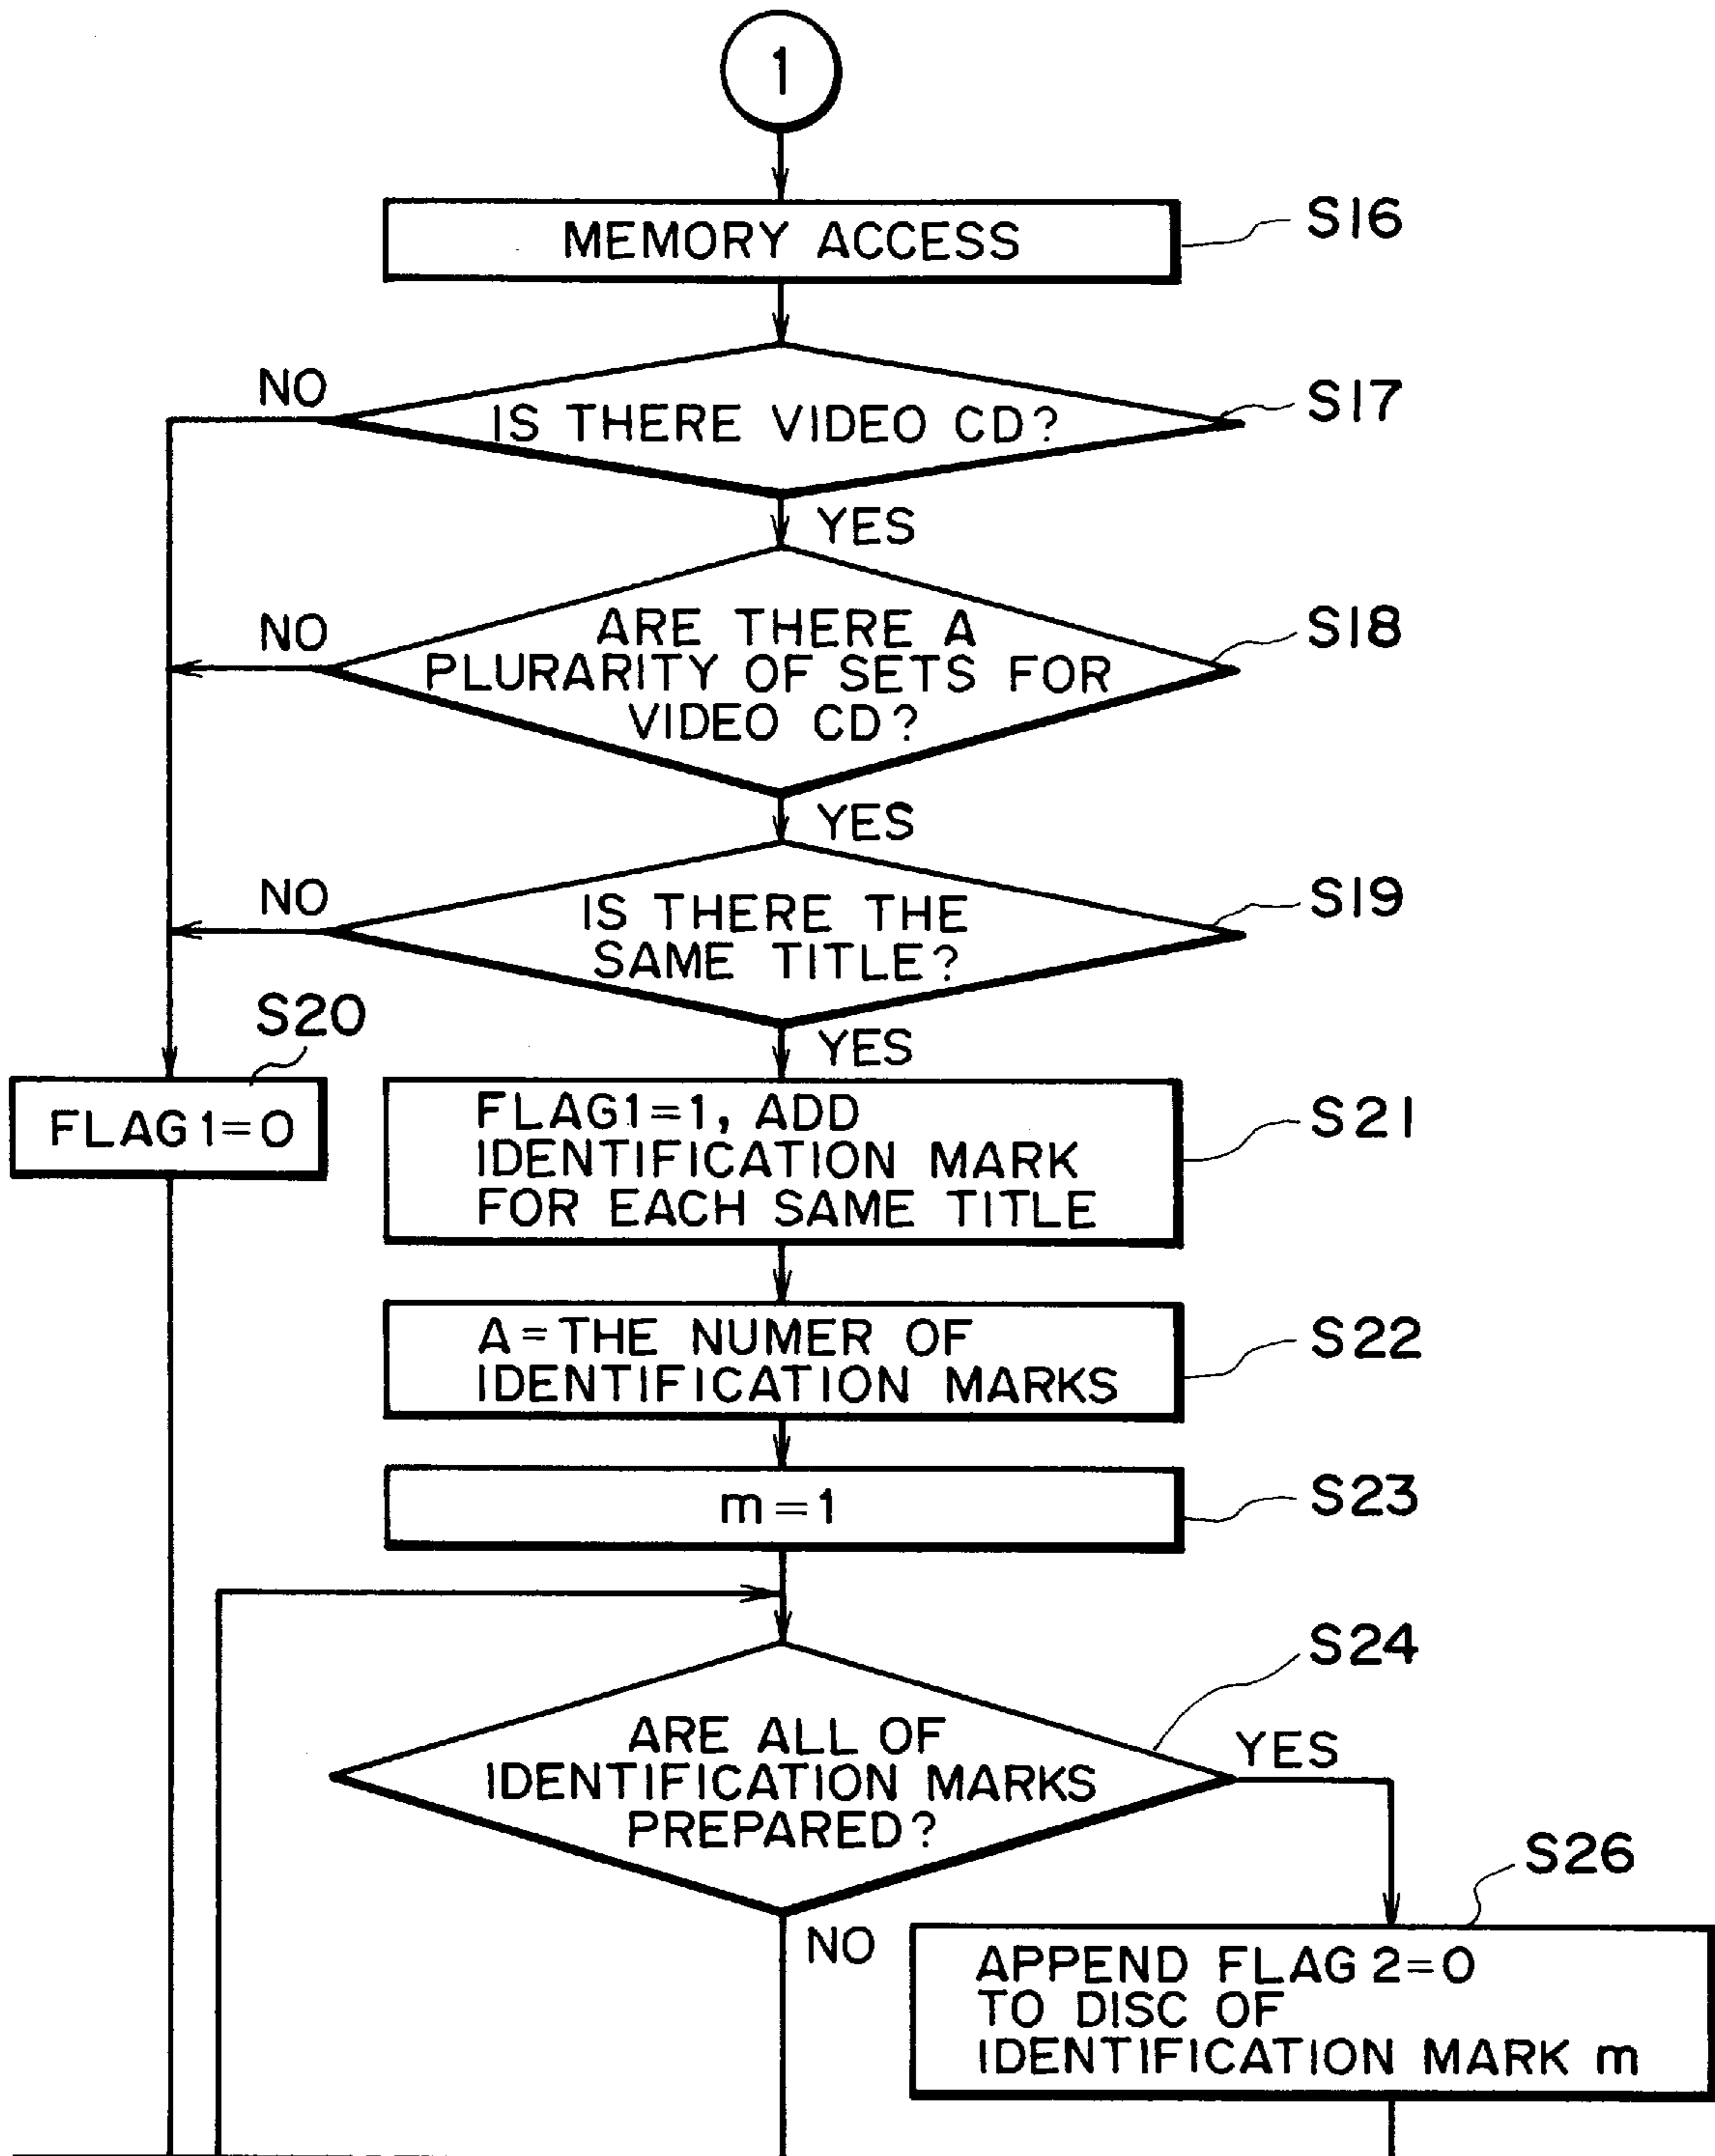 1
MEMORY ACCESS
S16
NO
IS THERE VIDEO CD?
S17
YES
NO
ARE THERE A
PLURARITY OF SETS FOR
VIDEO CD?
S18
YES
NO
IS THERE THE
SAME TITLE?
S19
YES
S20
FLAG1=0
FLAG1=1, ADD
IDENTIFICATION MARK
FOR EACH SAME TITLE
S21
A=THE NUMER OF
IDENTIFICATION MARKS
S22
m=1
S23
S24
ARE ALL OF
IDENTIFICATION MARKS
PREPARED?
YES
NO
S26
APPEND FLAG 2=0
TO DISC OF
IDENTIFICATION MARK m